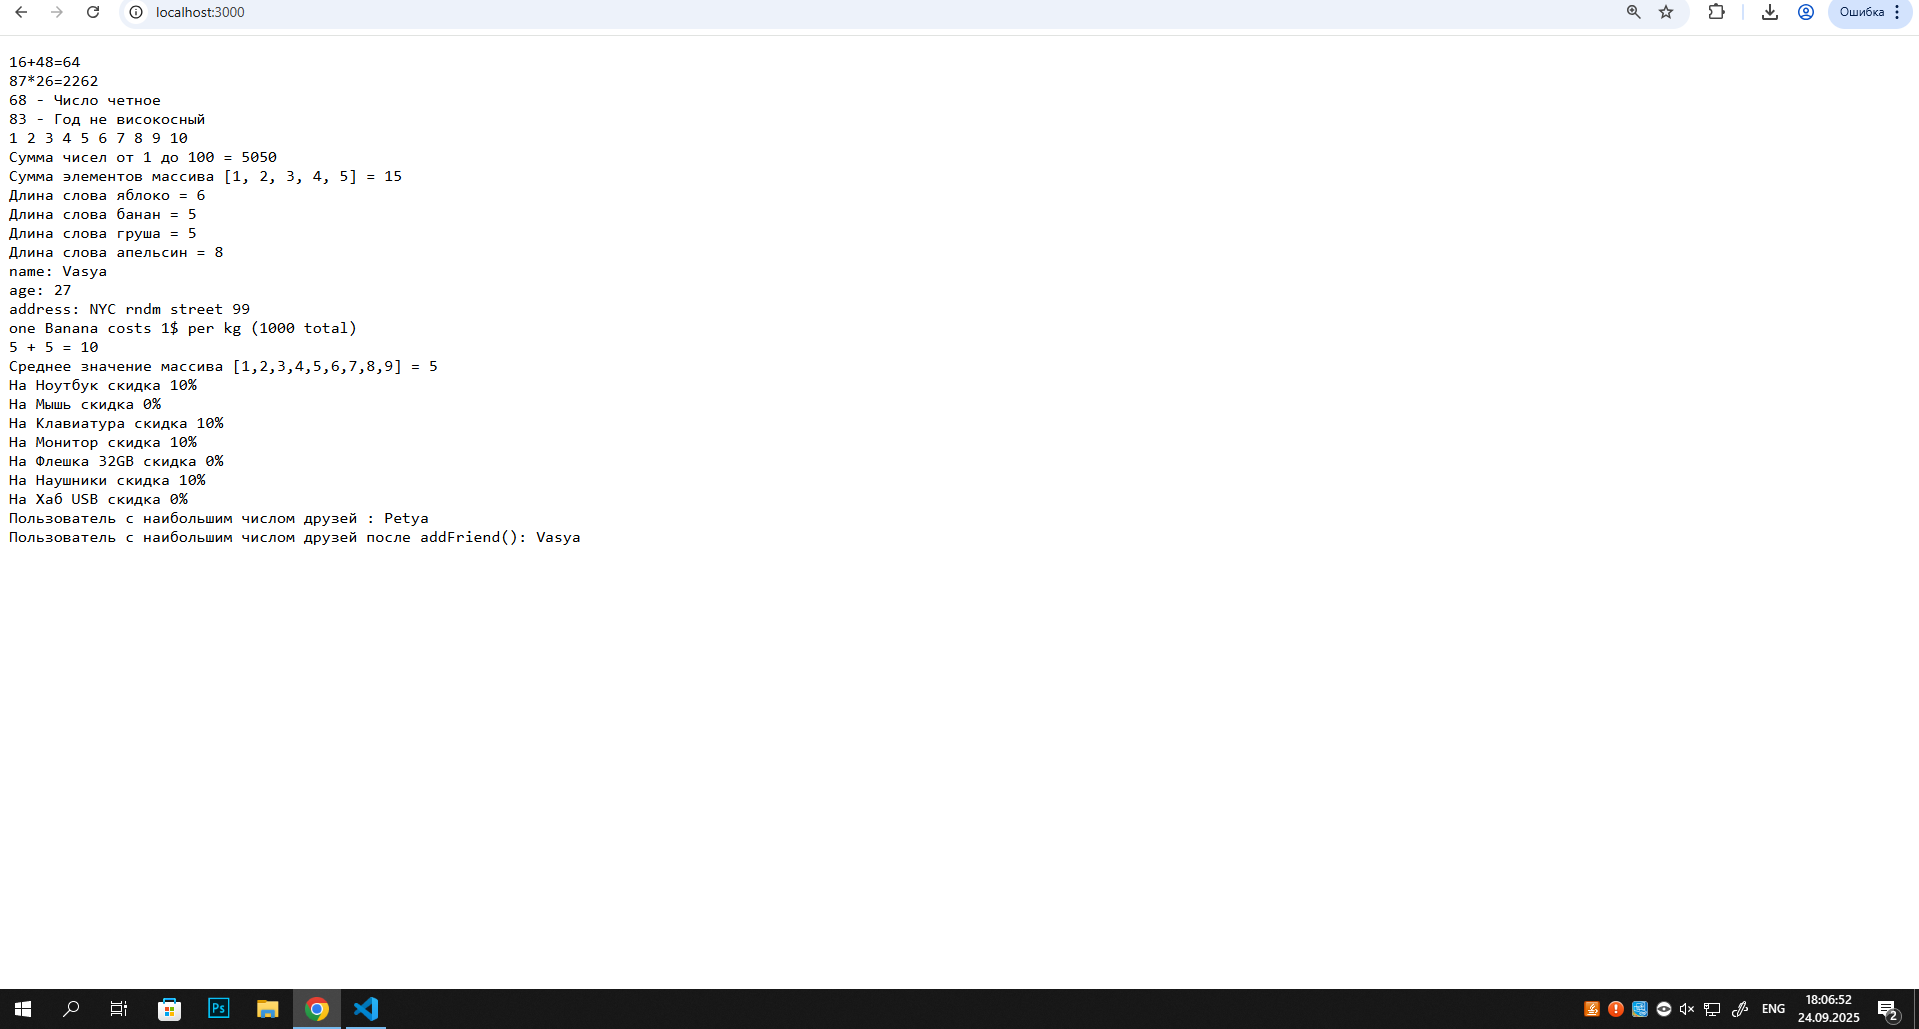 localhost:3000
Ошибка
16+48=64
87*26=2262
68 - Число четное
83 - Год не високосный
1 2 3 4 5 6 7 8 9 10
Сумма чисел от 1 до 100 = 5050
Сумма элементов массива [1, 2, 3, 4, 5] = 15
Длина слова яблоко = 6
Длина слова банан = 5
Длина слова груша = 5
Длина слова апельсин = 8
name: Vasya
age: 27
address: NYC rndm street 99
one Banana costs 1$ per kg (1000 total)
5 + 5 = 10
Среднее значение массива [1,2,3,4,5,6,7,8,9] = 5
На Ноутбук скидка 10%
На Мышь скидка 0%
На Клавиатура скидка 10%
На Монитор скидка 10%
На Флешка 32GB скидка 0%
На Наушники скидка 10%
На Хаб USB скидка 0%
Пользователь с наибольшим числом друзей : Petya
Пользователь с наибольшим числом друзей после addFriend(): Vasya
Ps
ENG
18:06:52
24.09.2025
2